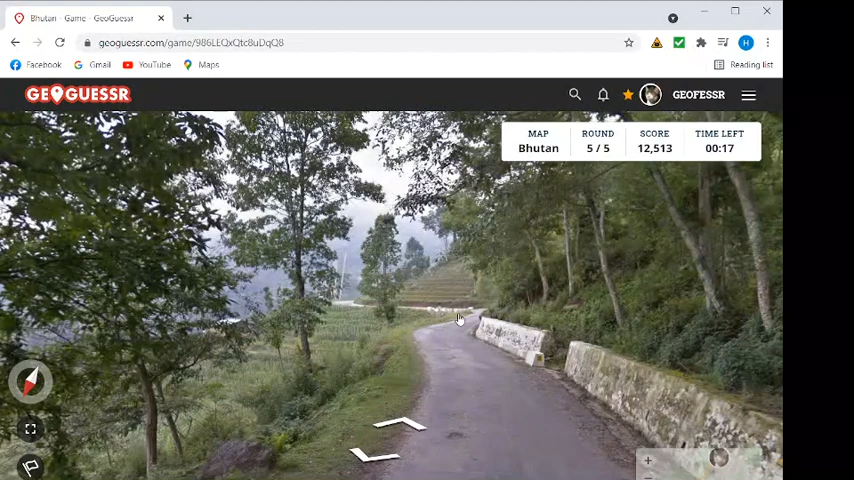 Bhutan - Game - GeoGuessr
geoguessr.com/game/986LEQxQtc8uDqQ8
H
Facebook Gmail YouTube Maps Reading list
GEOGUESSR
GEOFESSR
MAP ROUND SCORE TIME LEFT
Bhutan 5 / 5 12,513 00:17